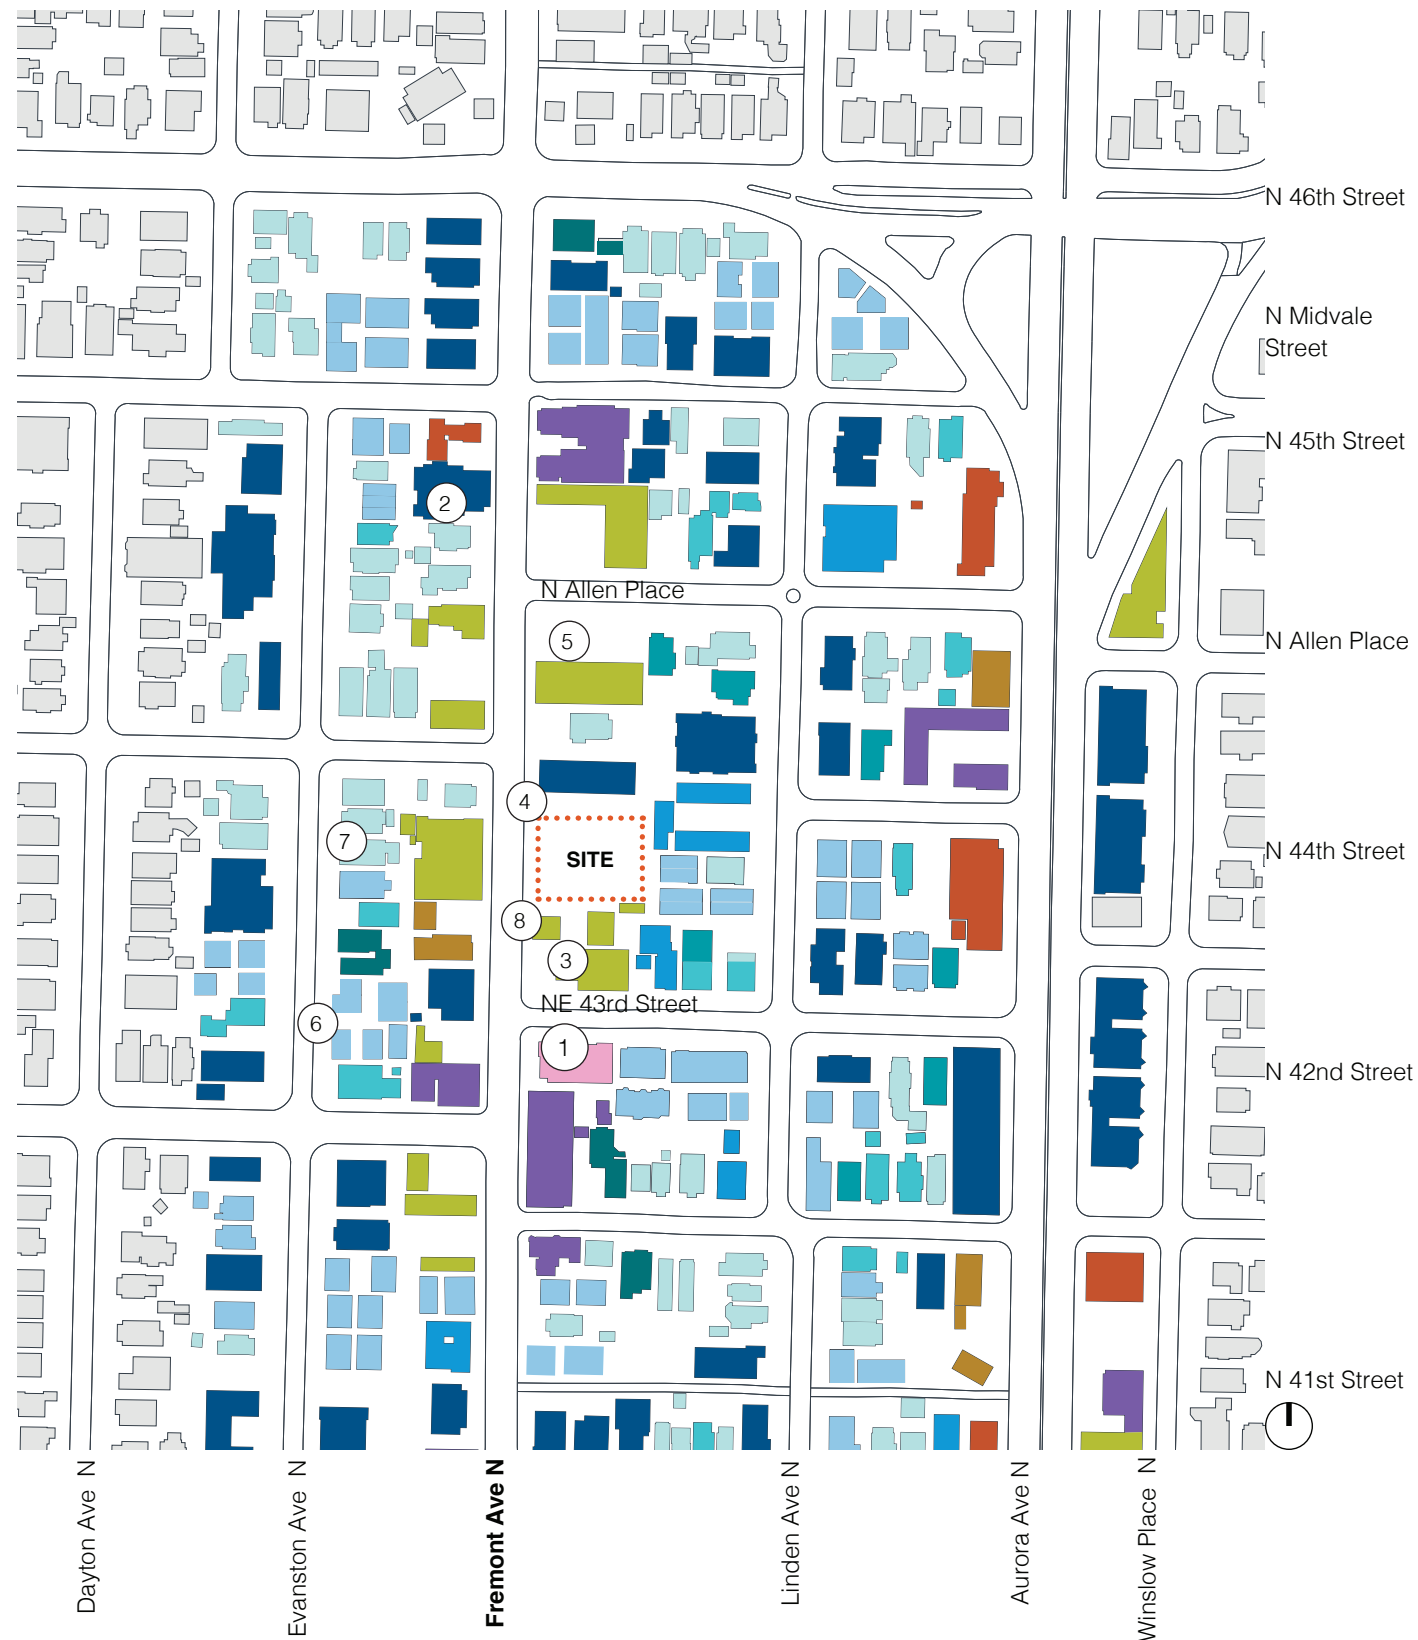 N 46th Street
N Midvale
Street
N 45th Street
2
N Allen Place
5
N Allen Place
4
7
SITE
N 44th Street
8
3
NE 43rd Street
6
1
N 42nd Street
N 41st Street
Dayton Ave N
Evanston Ave N
Fremont Ave N
Linden Ave N
Aurora Ave N
Winslow Place N